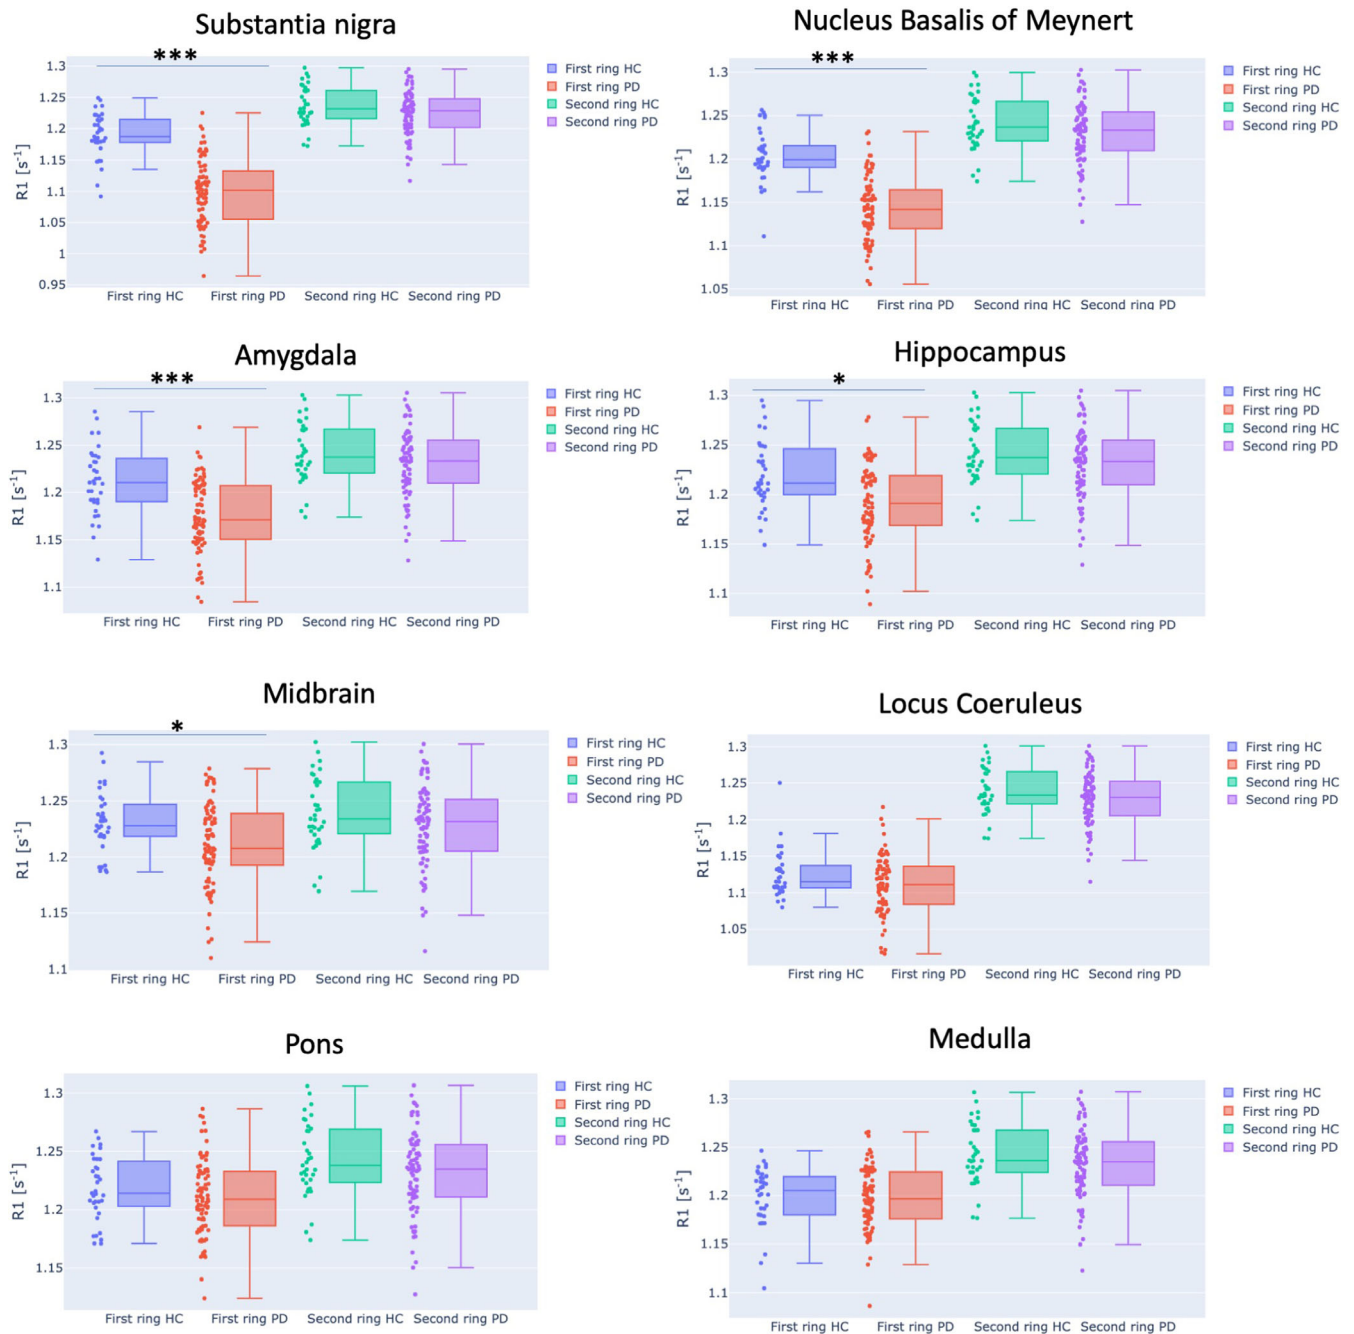 Substantia nigra
***
1.3
1.25
1.2
1.15
1.1
1.05
1
0.95
R1 [s-1]
First ring HC
First ring PD
Second ring HC
Second ring PD
First ring HC
First ring PD
Second ring HC
Second ring PD
Nucleus Basalis of Meynert
***
1.3
1.25
1.2
1.15
1.1
1.05
R1 [s-1]
First ring HC
First ring PD
Second ring HC
Second ring PD
First ring HC
First ring PD
Second ring HC
Second ring PD
Amygdala
***
1.3
1.25
1.2
1.15
1.1
R1 [s-1]
First ring HC
First ring PD
Second ring HC
Second ring PD
First ring HC
First ring PD
Second ring HC
Second ring PD
Hippocampus
*
1.3
1.25
1.2
1.15
1.1
R1 [s-1]
First ring HC
First ring PD
Second ring HC
Second ring PD
First ring HC
First ring PD
Second ring HC
Second ring PD
Midbrain
*
1.3
1.25
1.2
1.15
1.1
R1 [s-1]
First ring HC
First ring PD
Second ring HC
Second ring PD
First ring HC
First ring PD
Second ring HC
Second ring PD
Locus Coeruleus
1.3
1.25
1.2
1.15
1.1
1.05
R1 [s-1]
First ring HC
First ring PD
Second ring HC
Second ring PD
First ring HC
First ring PD
Second ring HC
Second ring PD
Pons
1.3
1.25
1.2
1.15
R1 [s-1]
First ring HC
First ring PD
Second ring HC
Second ring PD
First ring HC
First ring PD
Second ring HC
Second ring PD
Medulla
1.3
1.25
1.2
1.15
1.1
R1 [s-1]
First ring HC
First ring PD
Second ring HC
Second ring PD
First ring HC
First ring PD
Second ring HC
Second ring PD